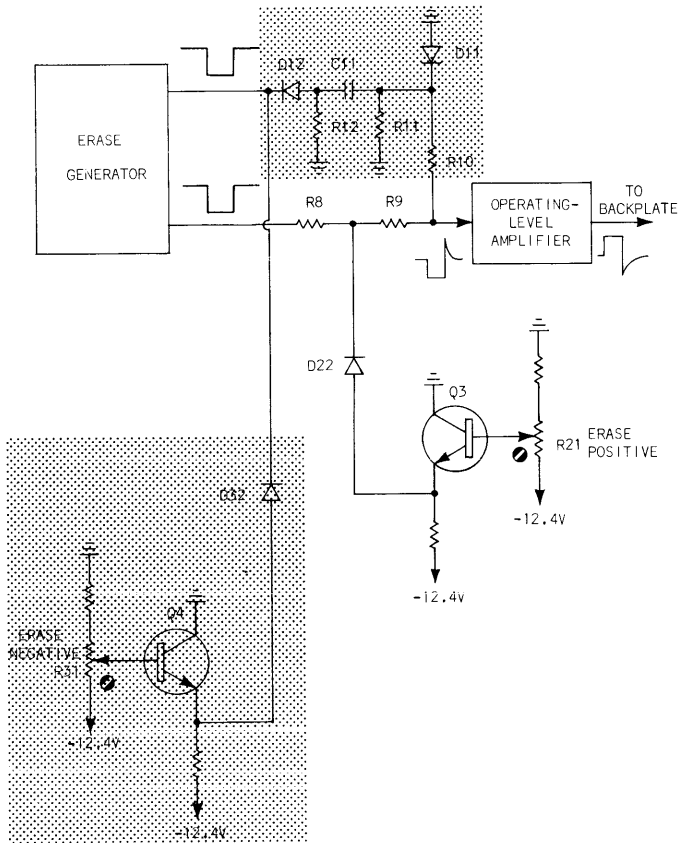 D12
C11
D11
R12
R11
R10
ERASE
GENERATOR
R8
R9
OPERATING-
LEVEL
AMPLIFIER
TO
BACKPLATE
D22
Q3
R21
ERASE
POSITIVE
-12.4V
-12.4V
D32
Q4
ERASE
NEGATIVE
R31
-12.4V
-12.4V